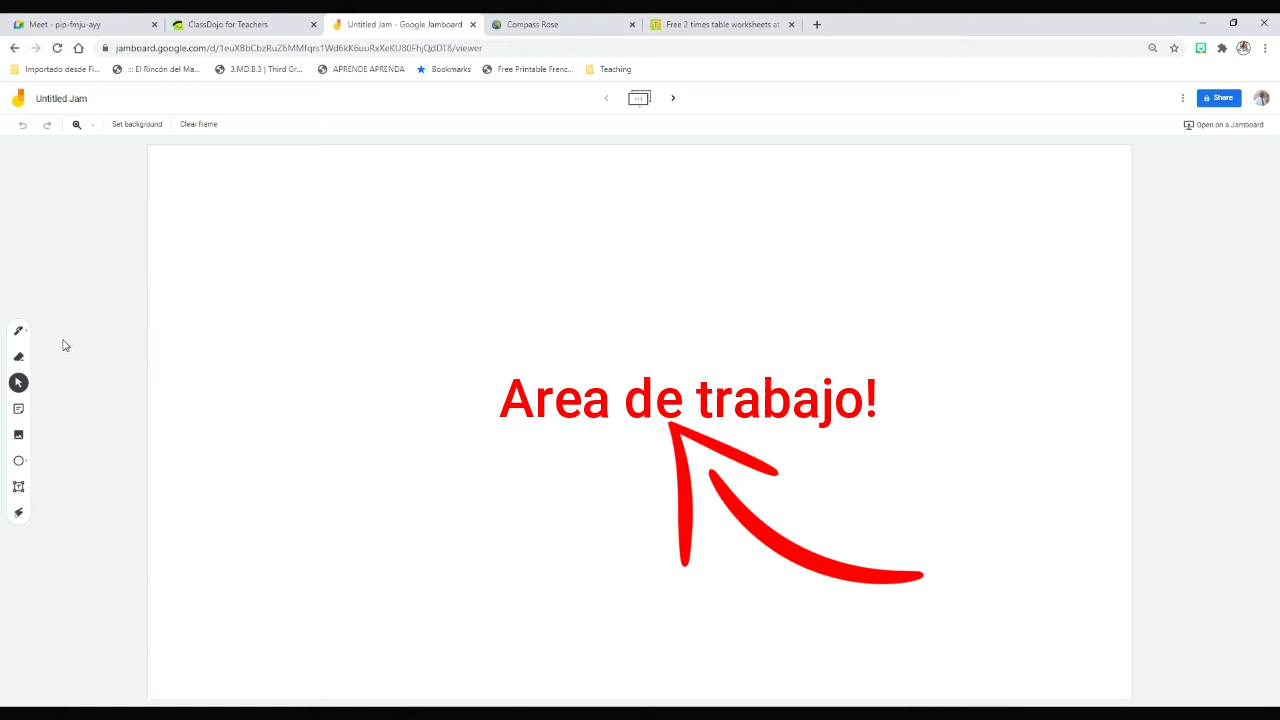 Meet - pip-fmju-ayy
ClassDojo for Teachers
Untitled Jam - Google Jamboard
Compass Rose
Free 2 times table worksheets at
jamboard.google.com/d/1euXBbCbzRuZ6MMfqrs1Wd6kK6uuRxXeKU80FhjQdDT8/viewer
Importado desde Fi...
::: El Rincón del Ma...
3.MD.B.3 | Third Gr...
APRENDE APRENDA
Bookmarks
Free Printable Frenc...
Teaching
Untitled Jam
1/1
Share
Set background
Clear frame
Open on a Jamboard
Area de trabajo!